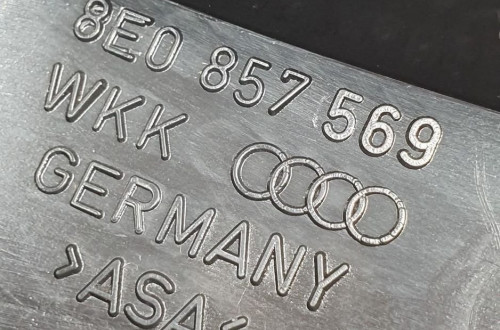 8E0 857 569
WKK
GERMANY
>ASA<